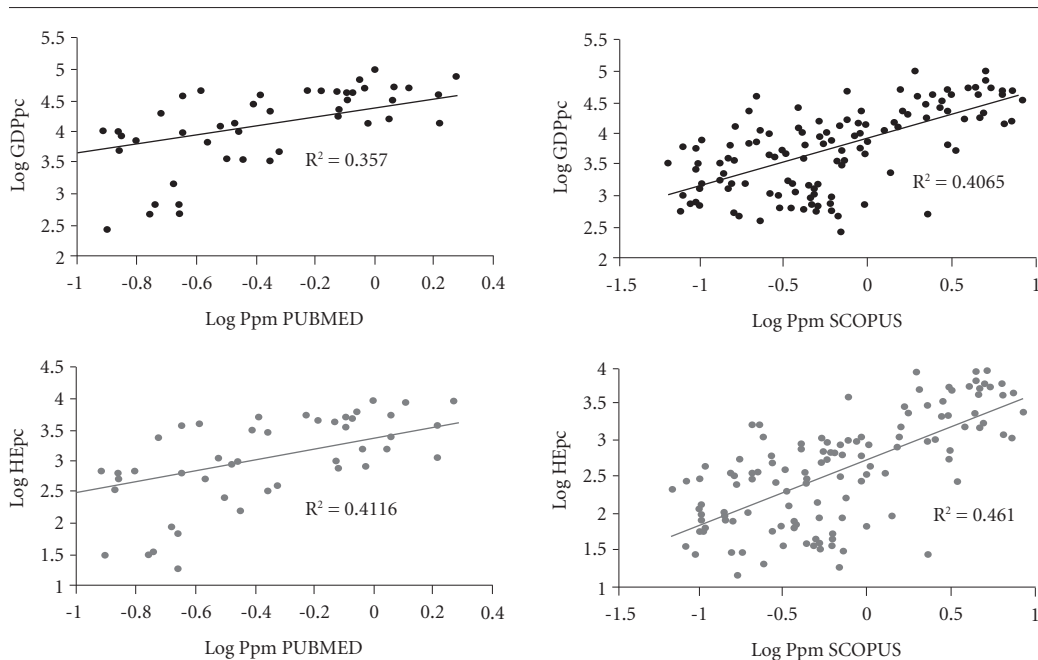 5.5
5
4.5
4
3.5
3
2.5
2
Log GDPpc
R² = 0.357
-1 -0.8 -0.6 -0.4 -0.2 0 0.2 0.4
Log Ppm PUBMED
5.5
5
4.5
4
3.5
3
2.5
2
Log GDPpc
R² = 0.4065
-1.5 -1 -0.5 0 0.5 1
Log Ppm SCOPUS
4.5
4
3.5
3
2.5
2
1.5
1
Log HEpc
R² = 0.4116
-1 -0.8 -0.6 -0.4 -0.2 0 0.2 0.4
Log Ppm PUBMED
4
3.5
3
2.5
2
1.5
1
Log HEpc
R² = 0.461
-1.5 -1 -0.5 0 0.5 1
Log Ppm SCOPUS